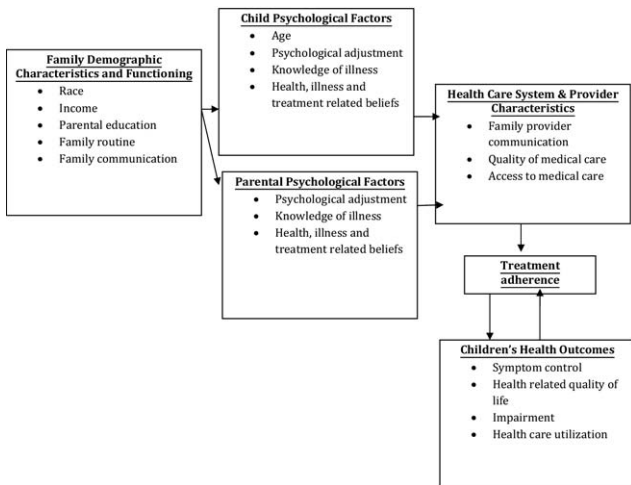 Family Demographic
Characteristics and Functioning
• Race
• Income
• Parental education
• Family routine
• Family communication
Child Psychological Factors
• Age
• Psychological adjustment
• Knowledge of illness
• Health, illness and
treatment related beliefs
Parental Psychological Factors
• Psychological adjustment
• Knowledge of illness
• Health, illness and
treatment related beliefs
Health Care System & Provider
Characteristics
• Family provider
communication
• Quality of medical care
• Access to medical care
Treatment
adherence
Children's Health Outcomes
• Symptom control
• Health related quality of
life
• Impairment
• Health care utilization